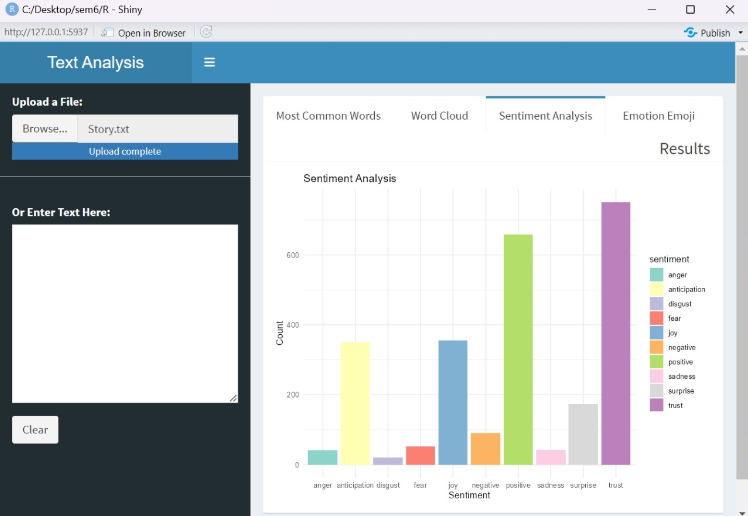 C:/Desktop/sem6/R - Shiny
http://127.0.0.1:5937 Open in Browser Publish
Text Analysis
Upload a File:
Browse... Story.txt
Upload complete
Or Enter Text Here:
Clear
Most Common Words Word Cloud Sentiment Analysis Emotion Emoji
Results
Sentiment Analysis
Count
600
400
200
0
anger anticipation disgust fear joy negative positive sadness surprise trust
Sentiment
sentiment
anger
anticipation
disgust
fear
joy
negative
positive
sadness
surprise
trust